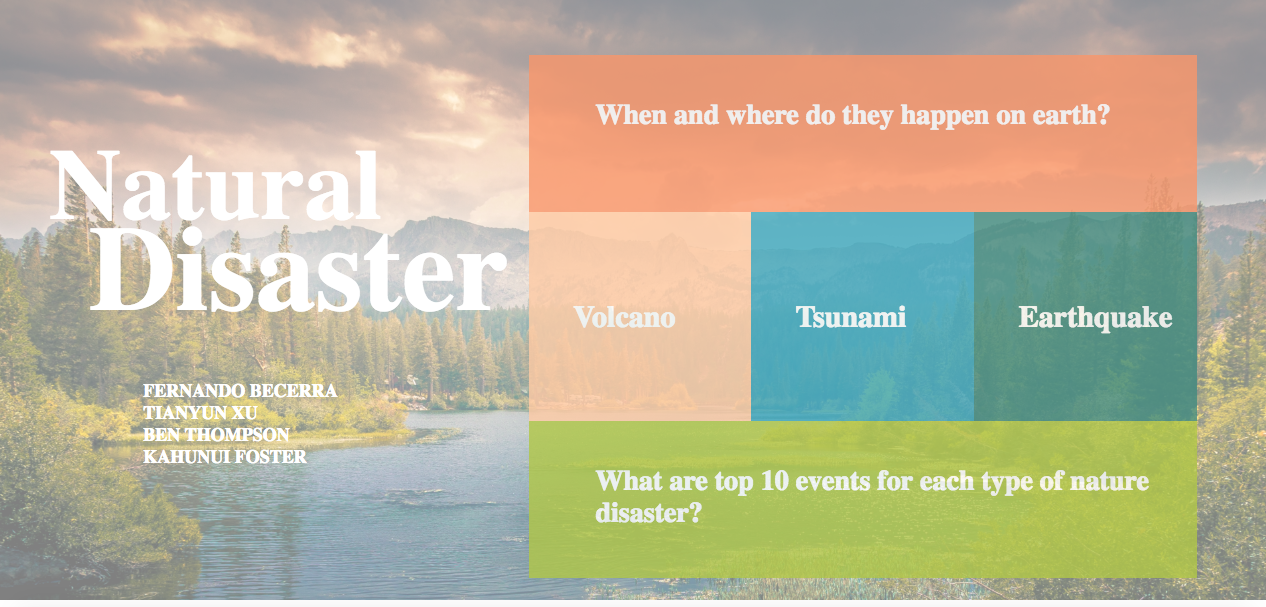 Natural
Disaster
FERNANDO BECERRA
TIANYUN XU
BEN THOMPSON
KAHUNUI FOSTER
When and where do they happen on earth?
Volcano
Tsunami
Earthquake
What are top 10 events for each type of nature
disaster?